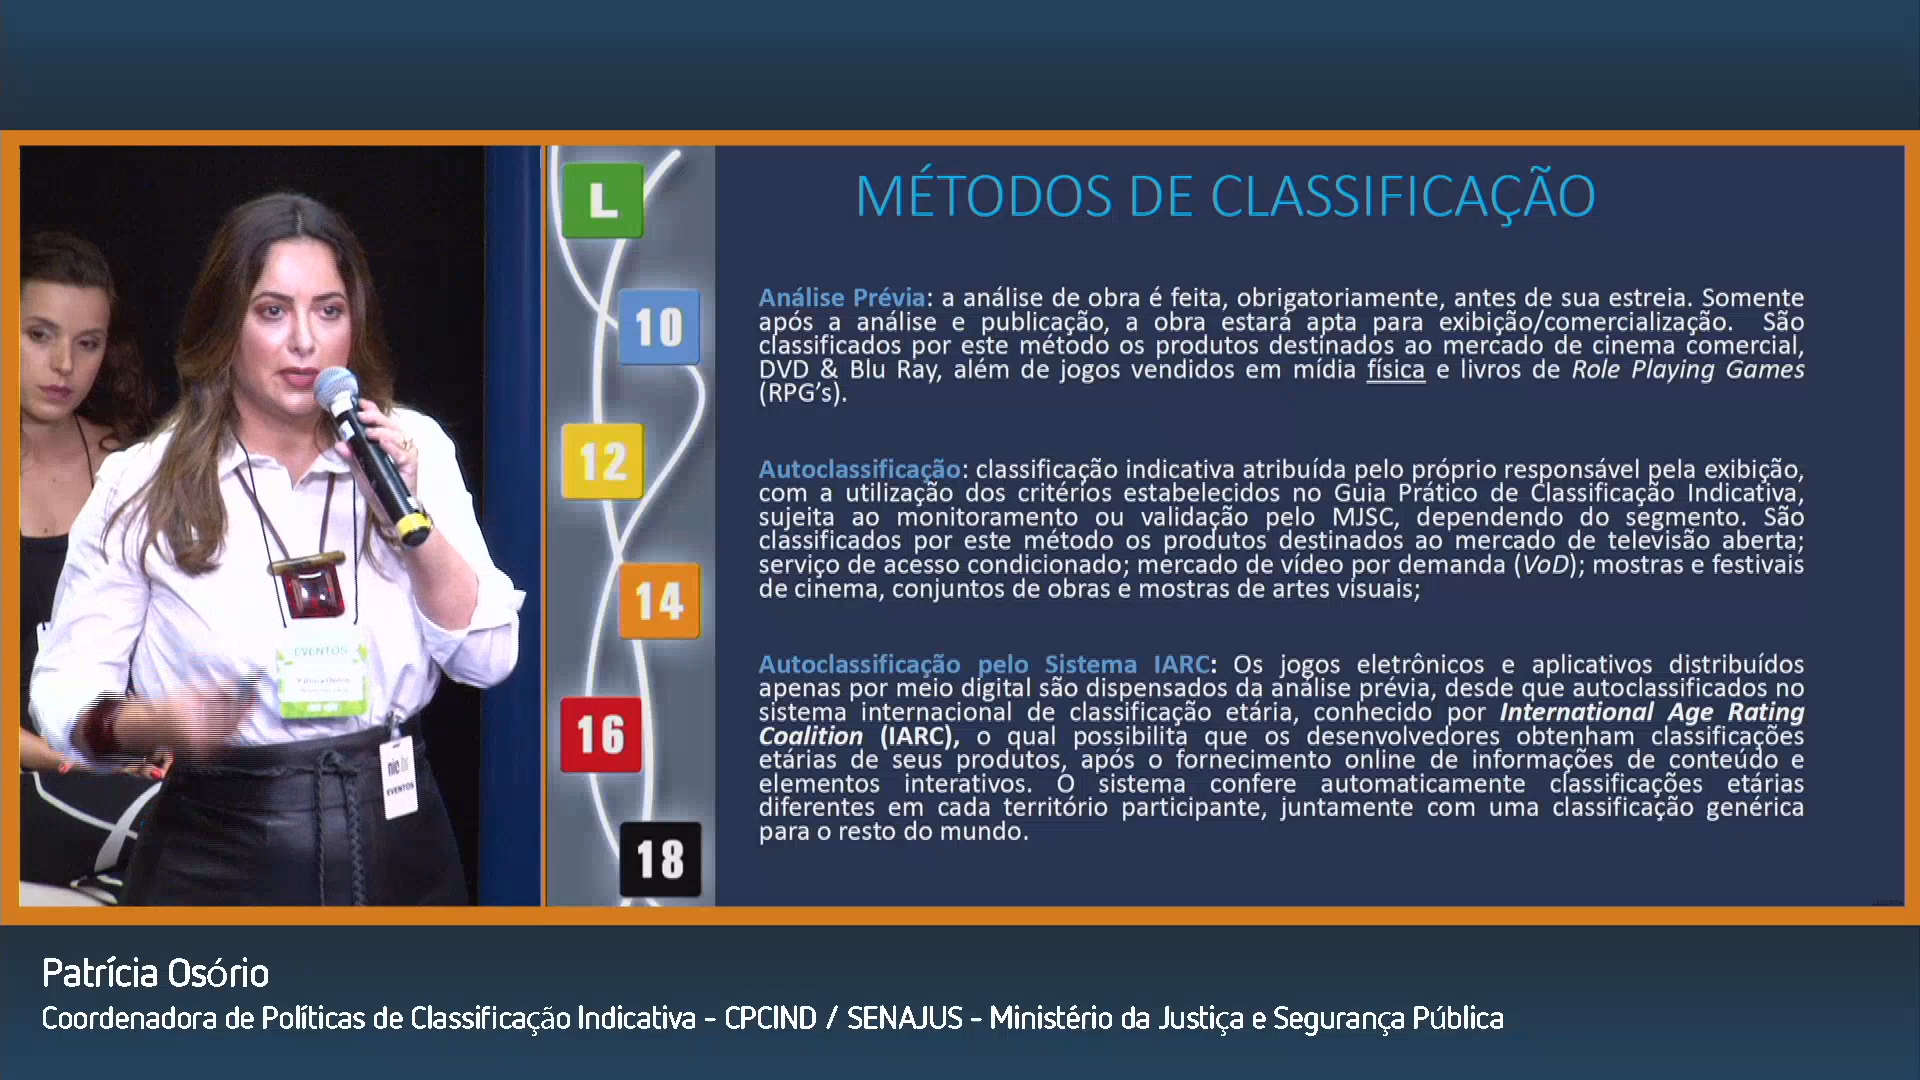 L
10
12
14
16
18
MÉTODOS DE CLASSIFICAÇÃO
Análise Prévia: a análise de obra é feita, obrigatoriamente, antes de sua estreia. Somente
após a análise e publicação, a obra estará apta para exibição/comercialização. São
classificados por este método os produtos destinados ao mercado de cinema comercial,
DVD & Blu Ray, além de jogos vendidos em mídia física e livros de Role Playing Games
(RPG's).
Autoclassificação: classificação indicativa atribuída pelo próprio responsável pela exibição,
com a utilização dos critérios estabelecidos no Guia Prático de Classificação Indicativa,
sujeita ao monitoramento ou validação pelo MJSC, dependendo do segmento. São
classificados por este método os produtos destinados ao mercado de televisão aberta;
serviço de acesso condicionado; mercado de vídeo por demanda (VoD); mostras e festivais
de cinema, conjuntos de obras e mostras de artes visuais;
Autoclassificação pelo Sistema IARC: Os jogos eletrônicos e aplicativos distribuídos
apenas por meio digital são dispensados da análise prévia, desde que autoclassificados no
sistema internacional de classificação etária, conhecido por International Age Rating
Coalition (IARC), o qual possibilita que os desenvolvedores obtenham classificações
etárias de seus produtos, após o fornecimento online de informações de conteúdo e
elementos interativos. O sistema confere automaticamente classificações etárias
diferentes em cada território participante, juntamente com uma classificação genérica
para o resto do mundo.
EVENTOS
Patrícia Osório
nic.br
EVENTOS
Patrícia Osório
Coordenadora de Políticas de Classificação Indicativa - CPCIND / SENAJUS - Ministério da Justiça e Segurança Pública